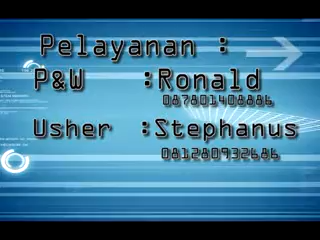 Pelayanan :
P&W :Ronald
087801408886
Usher :Stephanus
081280932686